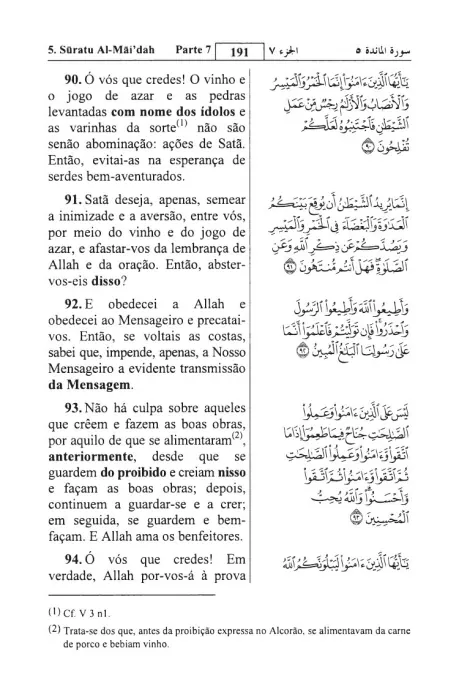 5. Sūratu Al-Māi’dah Parte 7 191 الجزء ٧ سورة المائدة ٥
90. Ó vós que credes! O vinho e
o jogo de azar e as pedras
levantadas com nome dos ídolos e
as varinhas da sorte(1) não são
senão abominação: ações de Satã.
Então, evitai-as na esperança de
serdes bem-aventurados.
91. Satã deseja, apenas, semear
a inimizade e a aversão, entre vós,
por meio do vinho e do jogo de
azar, e afastar-vos da lembrança de
Allah e da oração. Então, abster-
vos-eis disso?
92. E obedecei a Allah e
obedecei ao Mensageiro e precatai-
vos. Então, se voltais as costas,
sabei que, impende, apenas, a Nosso
Mensageiro a evidente transmissão
da Mensagem.
93. Não há culpa sobre aqueles
que crêem e fazem as boas obras,
por aquilo de que se alimentaram(2),
anteriormente, desde que se
guardem do proibido e creiam nisso
e façam as boas obras; depois,
continuem a guardar-se e a crer;
em seguida, se guardem e bem-
façam. E Allah ama os benfeitores.
94. Ó vós que credes! Em
verdade, Allah por-vos-á à prova
يَـٰٓأَيُّهَا ٱلَّذِينَ ءَامَنُوٓا۟ إِنَّمَا ٱلْخَمْرُ وَٱلْمَيْسِرُ
وَٱلْأَنصَابُ وَٱلْأَزْلَـٰمُ رِجْسٌ مِّنْ عَمَلِ
ٱلشَّيْطَـٰنِ فَٱجْتَنِبُوهُ لَعَلَّكُمْ
تُفْلِحُونَ ٩٠
إِنَّمَا يُرِيدُ ٱلشَّيْطَـٰنُ أَن يُوقِعَ بَيْنَكُمُ
ٱلْعَدَٰوَةَ وَٱلْبَغْضَآءَ فِى ٱلْخَمْرِ وَٱلْمَيْسِرِ
وَيَصُدَّكُمْ عَن ذِكْرِ ٱللَّهِ وَعَنِ
ٱلصَّلَوٰةِ فَهَلْ أَنتُم مُّنتَهُونَ ٩١
وَأَطِيعُوا۟ ٱللَّهَ وَأَطِيعُوا۟ ٱلرَّسُولَ
وَٱحْذَرُوا۟ فَإِن تَوَلَّيْتُمْ فَٱعْلَمُوٓا۟ أَنَّمَا
عَلَىٰ رَسُولِنَا ٱلْبَلَـٰغُ ٱلْمُبِينُ ٩٢
لَيْسَ عَلَى ٱلَّذِينَ ءَامَنُوا۟ وَعَمِلُوا۟
ٱلصَّـٰلِحَـٰتِ جُنَاحٌ فِيمَا طَعِمُوٓا۟ إِذَا مَا
ٱتَّقَوا۟ وَّءَامَنُوا۟ وَعَمِلُوا۟ ٱلصَّـٰلِحَـٰتِ
ثُمَّ ٱتَّقَوا۟ وَّءَامَنُوا۟ ثُمَّ ٱتَّقَوا۟
وَّأَحْسَنُوا۟ وَٱللَّهُ يُحِبُّ
ٱلْمُحْسِنِينَ ٩٣
يَـٰٓأَيُّهَا ٱلَّذِينَ ءَامَنُوا۟ لَيَبْلُوَنَّكُمُ ٱللَّهُ
(1) Cf. V 3 n1.
(2) Trata-se dos que, antes da proibição expressa no Alcorão, se alimentavam da carne
de porco e bebiam vinho.